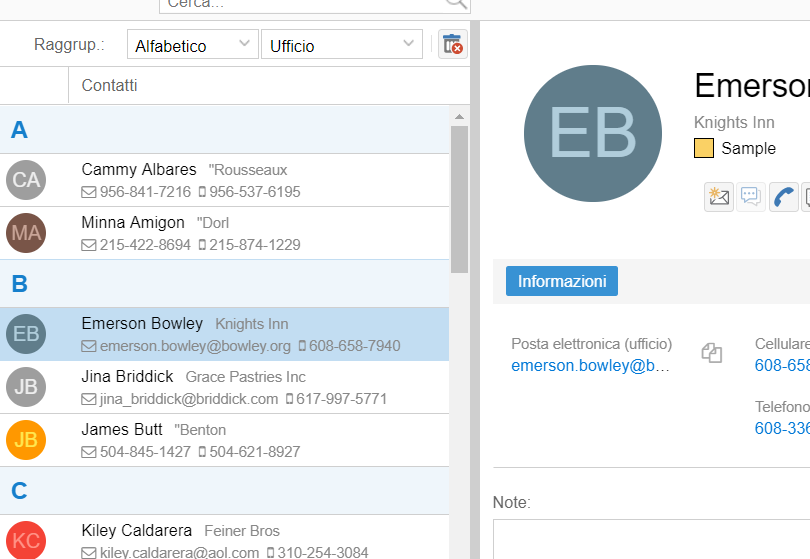 Cerca...
Raggrup.: Alfabetico Ufficio
Contatti
A
CA Cammy Albares "Rousseaux
956-841-7216 956-537-6195
MA Minna Amigon "Dorl
215-422-8694 215-874-1229
B
EB Emerson Bowley Knights Inn
emerson.bowley@bowley.org 608-658-7940
JB Jina Briddick Grace Pastries Inc
jina_briddick@briddick.com 617-997-5771
JB James Butt "Benton
504-845-1427 504-621-8927
C
KC Kiley Caldarera Feiner Bros
kiley.caldarera@aol.com 310-254-3084
EB
Emerso
Knights Inn
Sample
Informazioni
Posta elettronica (ufficio) Cellulare
emerson.bowley@b... 608-658
Telefono
608-336
Note: